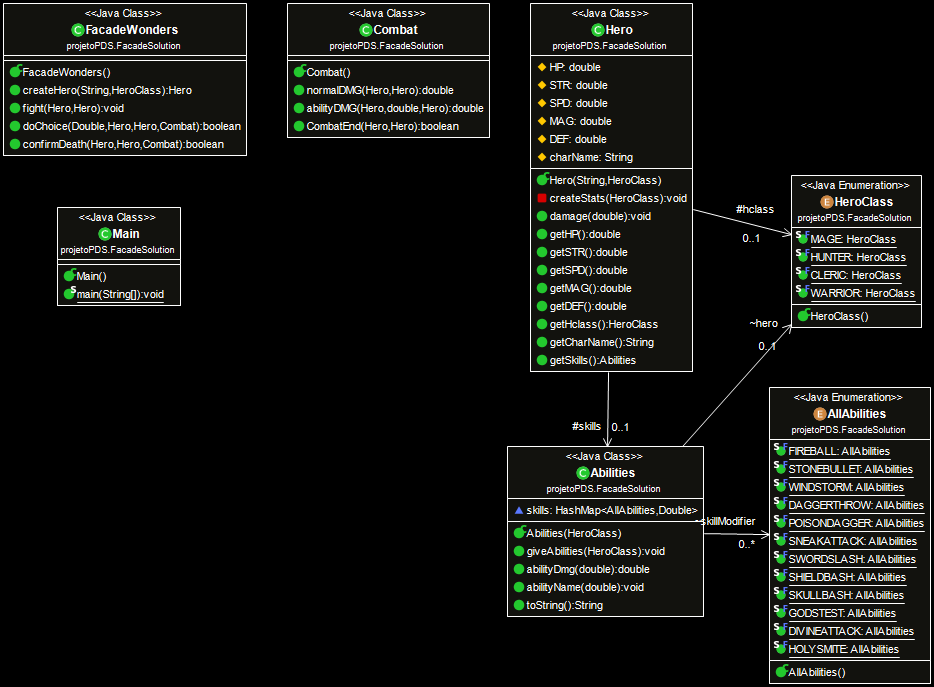 <<Java Class>>
FacadeWonders
projetoPDS.FacadeSolution
FacadeWonders()
createHero(String,HeroClass):Hero
fight(Hero,Hero):void
doChoice(Double,Hero,Hero,Combat):boolean
confirmDeath(Hero,Hero,Combat):boolean
<<Java Class>>
Combat
projetoPDS.FacadeSolution
Combat()
normalDMG(Hero,Hero):double
abilityDMG(Hero,double,Hero):double
CombatEnd(Hero,Hero):boolean
<<Java Class>>
Hero
projetoPDS.FacadeSolution
HP: double
STR: double
SPD: double
MAG: double
DEF: double
charName: String
Hero(String,HeroClass)
createStats(HeroClass):void
damage(double):void
getHP():double
getSTR():double
getSPD():double
getMAG():double
getDEF():double
getHclass():HeroClass
getCharName():String
getSkills():Abilities
<<Java Class>>
Main
projetoPDS.FacadeSolution
Main()
main(String[]):void
#hclass
0..1
<<Java Enumeration>>
HeroClass
projetoPDS.FacadeSolution
MAGE: HeroClass
HUNTER: HeroClass
CLERIC: HeroClass
WARRIOR: HeroClass
HeroClass()
~hero
0..1
#skills
0..1
<<Java Class>>
Abilities
projetoPDS.FacadeSolution
skills: HashMap<AllAbilities,Double>
Abilities(HeroClass)
giveAbilities(HeroClass):void
abilityDmg(double):double
abilityName(double):void
toString():String
~skillModifier
0..*
<<Java Enumeration>>
AllAbilities
projetoPDS.FacadeSolution
FIREBALL: AllAbilities
STONEBULLET: AllAbilities
WINDSTORM: AllAbilities
DAGGERTHROW: AllAbilities
POISONDAGGER: AllAbilities
SNEAKATTACK: AllAbilities
SWORDSLASH: AllAbilities
SHIELDBASH: AllAbilities
SKULLBASH: AllAbilities
GODSTEST: AllAbilities
DIVINEATTACK: AllAbilities
HOLYSMITE: AllAbilities
AllAbilities()